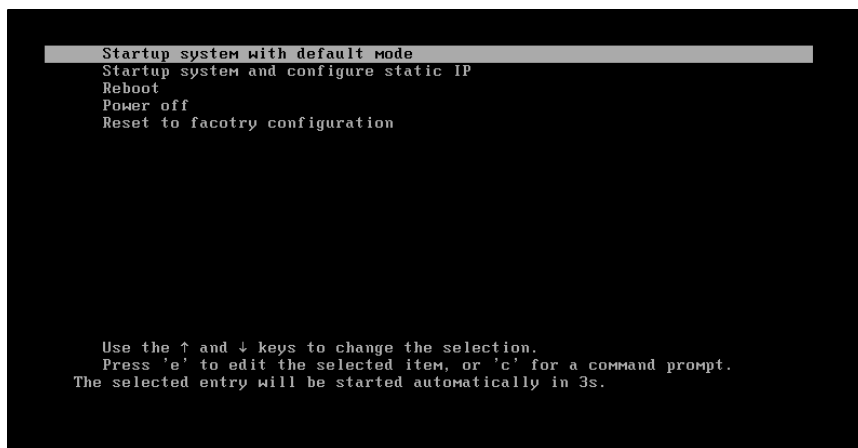 Startup system with default mode
Startup system and configure static IP
Reboot
Power off
Reset to facotry configuration
Use the ↑ and ↓ keys to change the selection.
Press 'e' to edit the selected item, or 'c' for a command prompt.
The selected entry will be started automatically in 3s.